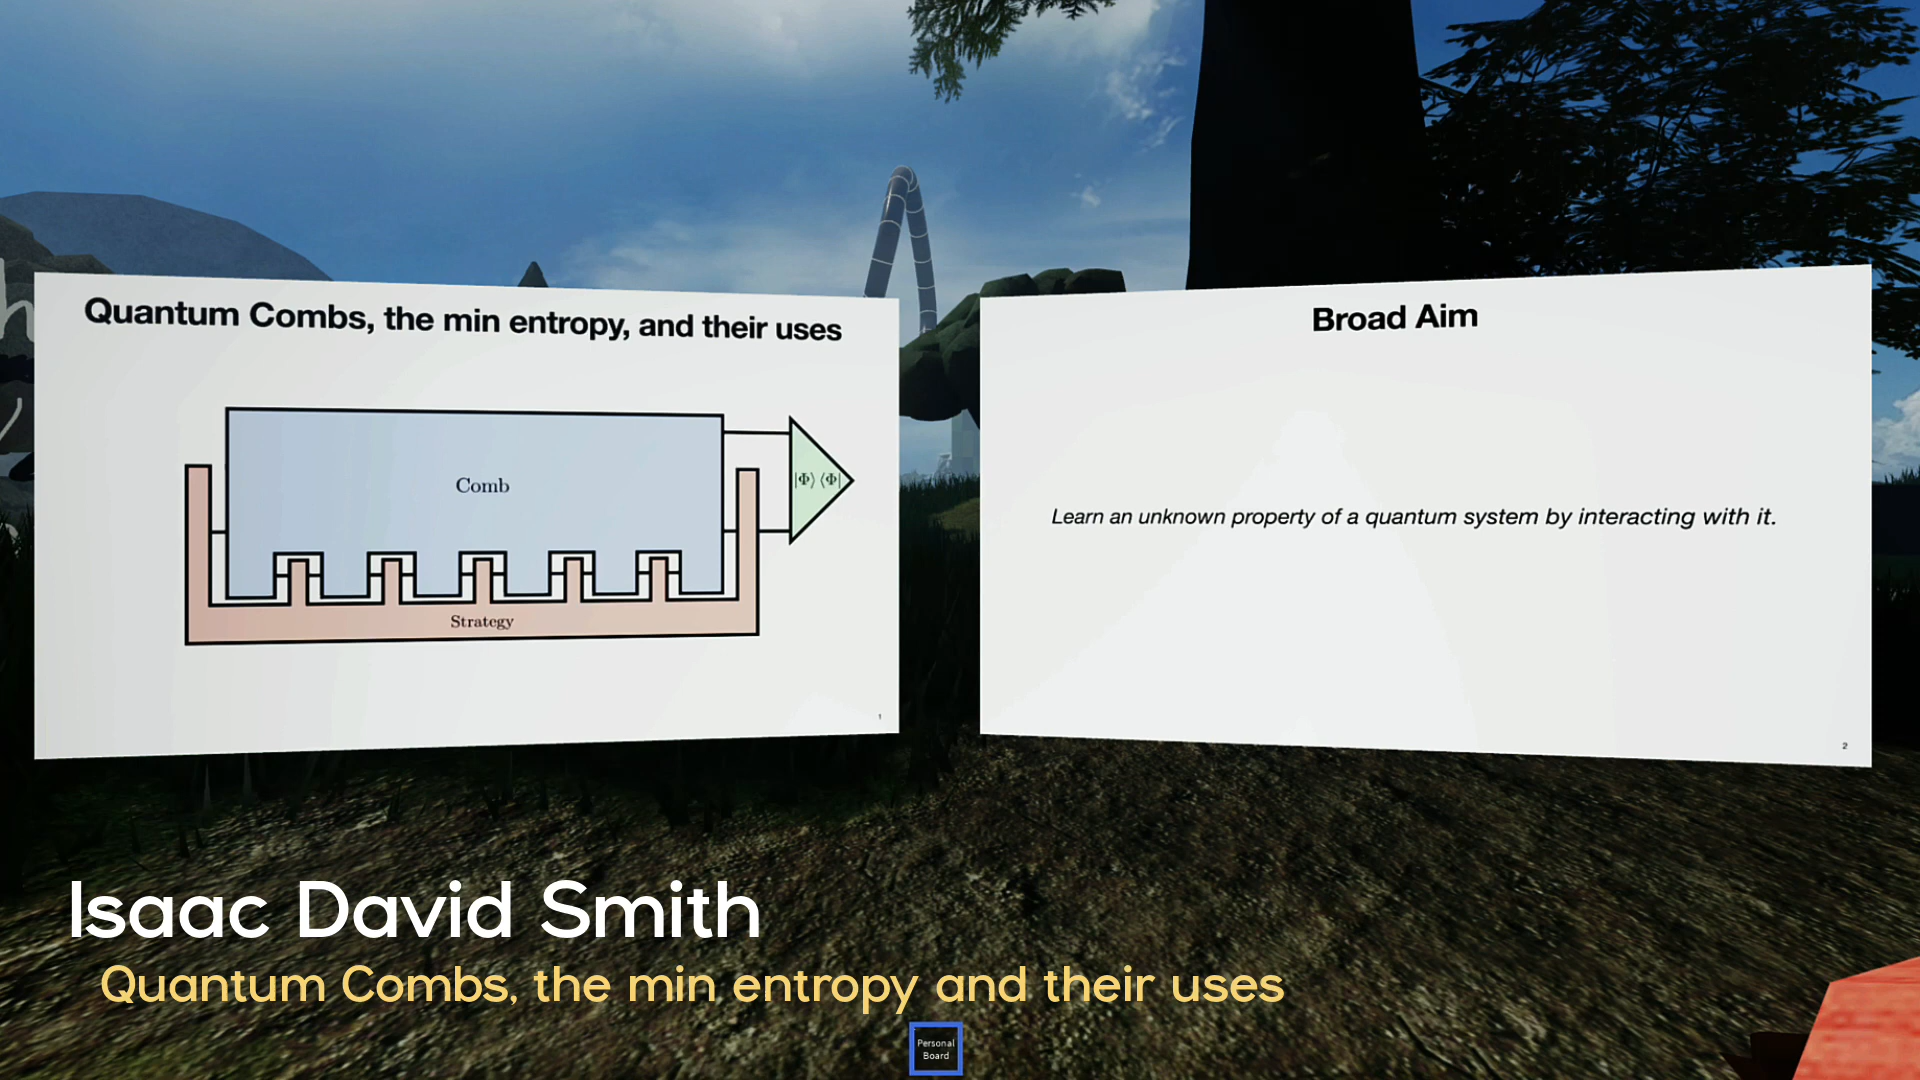 Quantum Combs, the min entropy, and their uses
Comb
|Φ⟩⟨Φ|
Strategy
1
Broad Aim
Learn an unknown property of a quantum system by interacting with it.
2
Isaac David Smith
Quantum Combs, the min entropy and their uses
Personal
Board